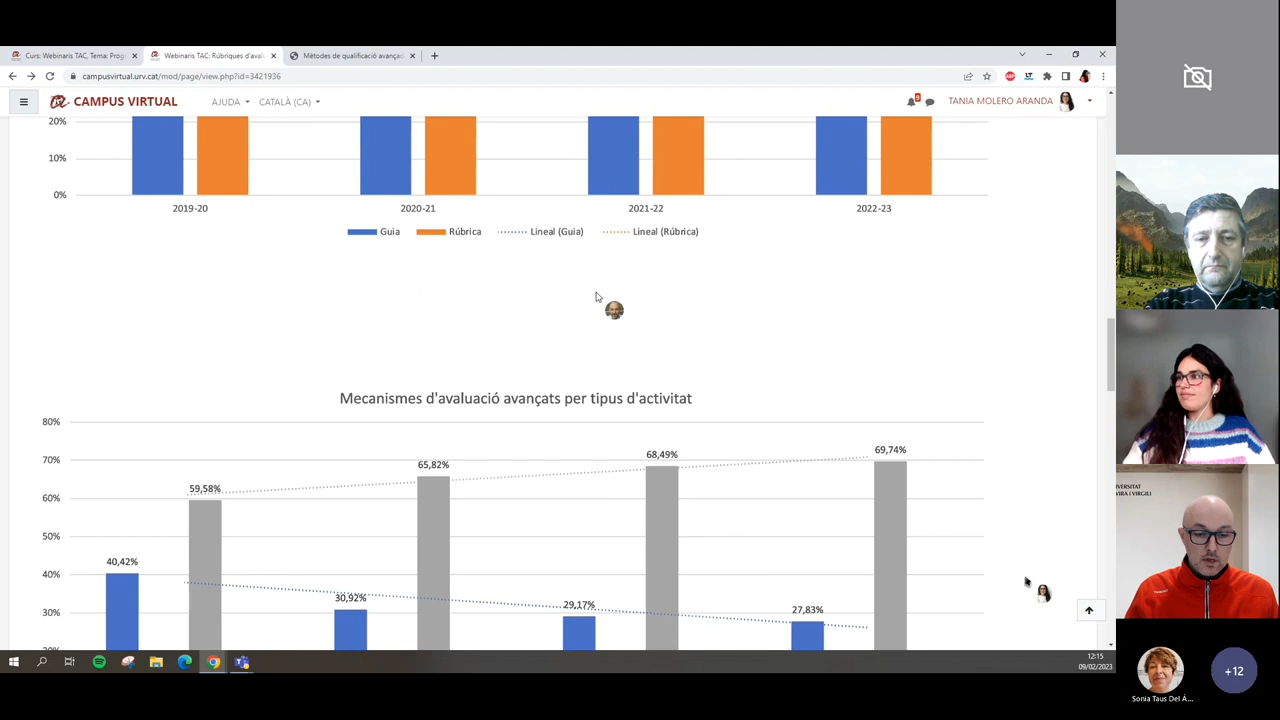 Curs: Webinaris TAC, Tema: Prog
Webinaris TAC: Rúbriques d'aval
Mètodes de qualificació avançad
campusvirtual.urv.cat/mod/page/view.php?id=3421936
CAMPUS VIRTUAL
AJUDA
CATALÀ (CA)
TANIA MOLERO ARANDA
20%
10%
0%
2019-20
2020-21
2021-22
2022-23
Guia
Rúbrica
Lineal (Guia)
Lineal (Rúbrica)
Mecanismes d'avaluació avançats per tipus d'activitat
80%
70%
60%
50%
40%
30%
59,58%
65,82%
68,49%
69,74%
40,42%
30,92%
29,17%
27,83%
12:15
09/02/2023
IVERSITAT
VIRA i VIRGILI
Sonia Taus Del Á...
+12